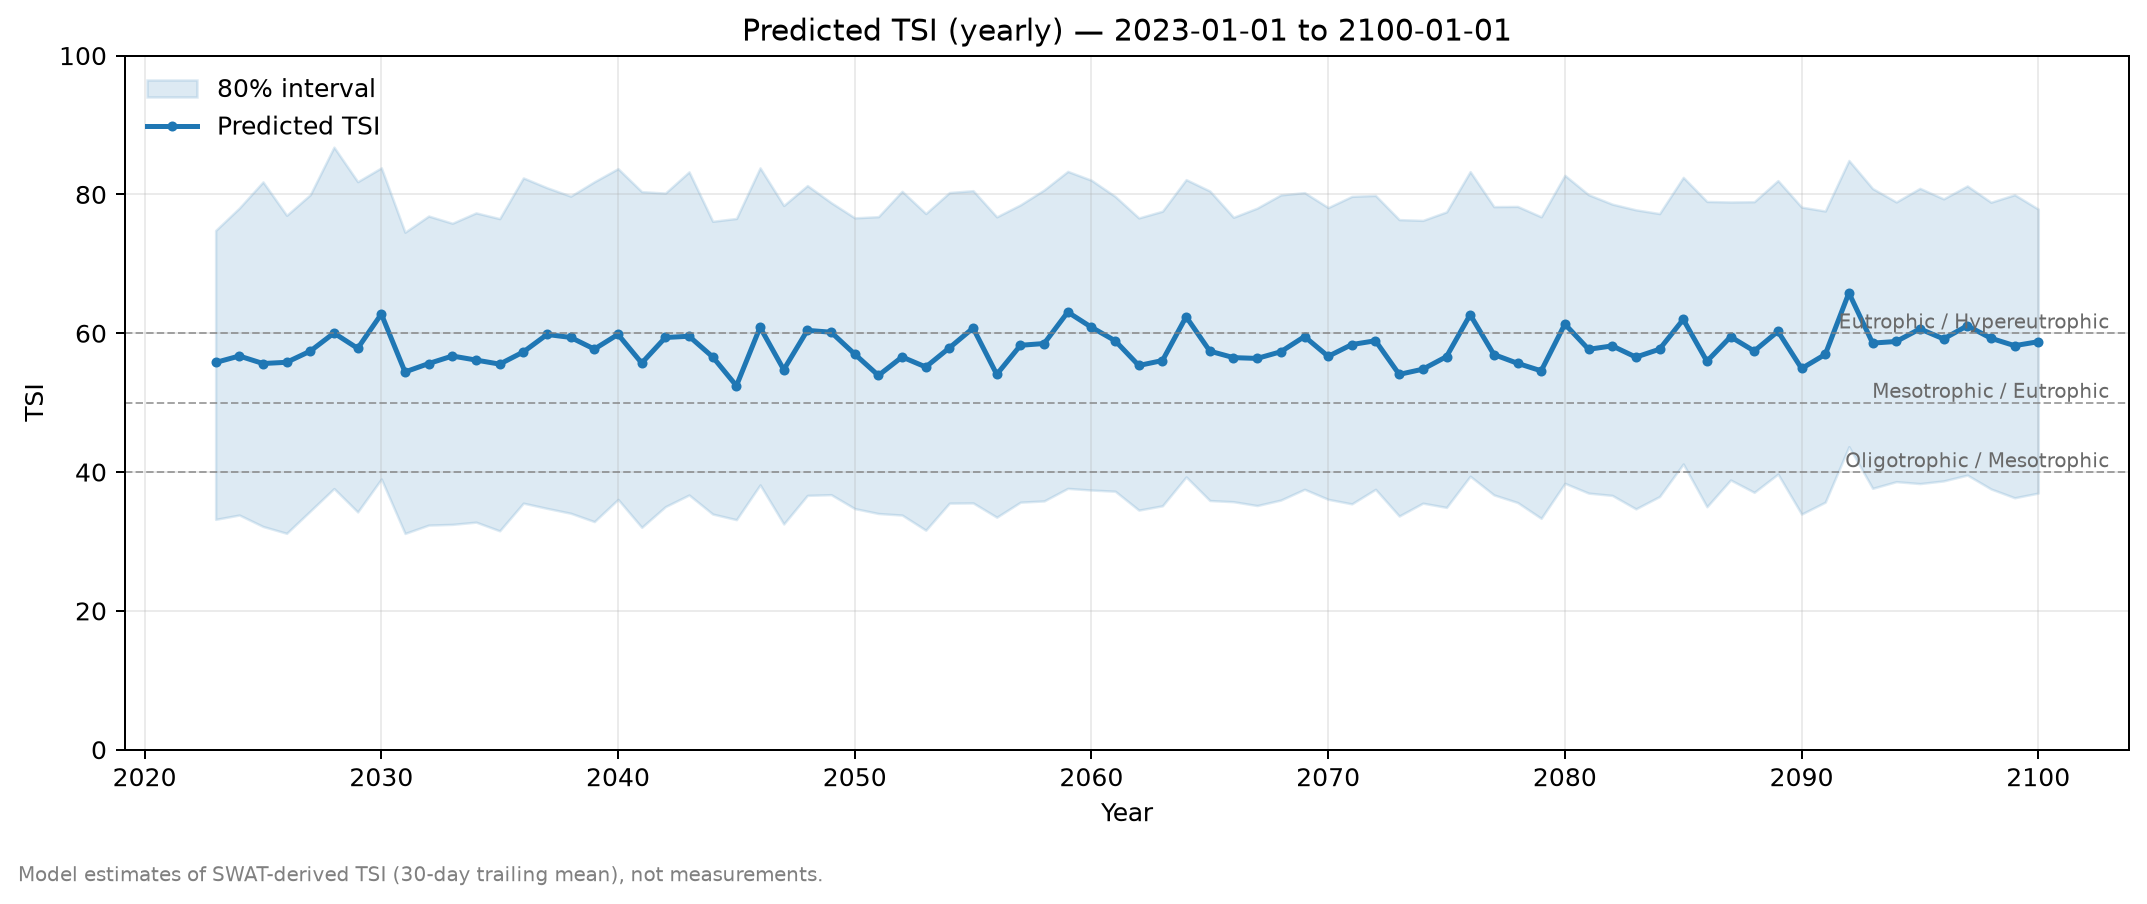 Predicted TSI (yearly) — 2023-01-01 to 2100-01-01
100
80% interval
Predicted TSI
80
60
Eutrophic / Hypereutrophic
Mesotrophic / Eutrophic
TSI
40
Oligotrophic / Mesotrophic
20
0
2020 2030 2040 2050 2060 2070 2080 2090 2100
Year
Model estimates of SWAT-derived TSI (30-day trailing mean), not measurements.